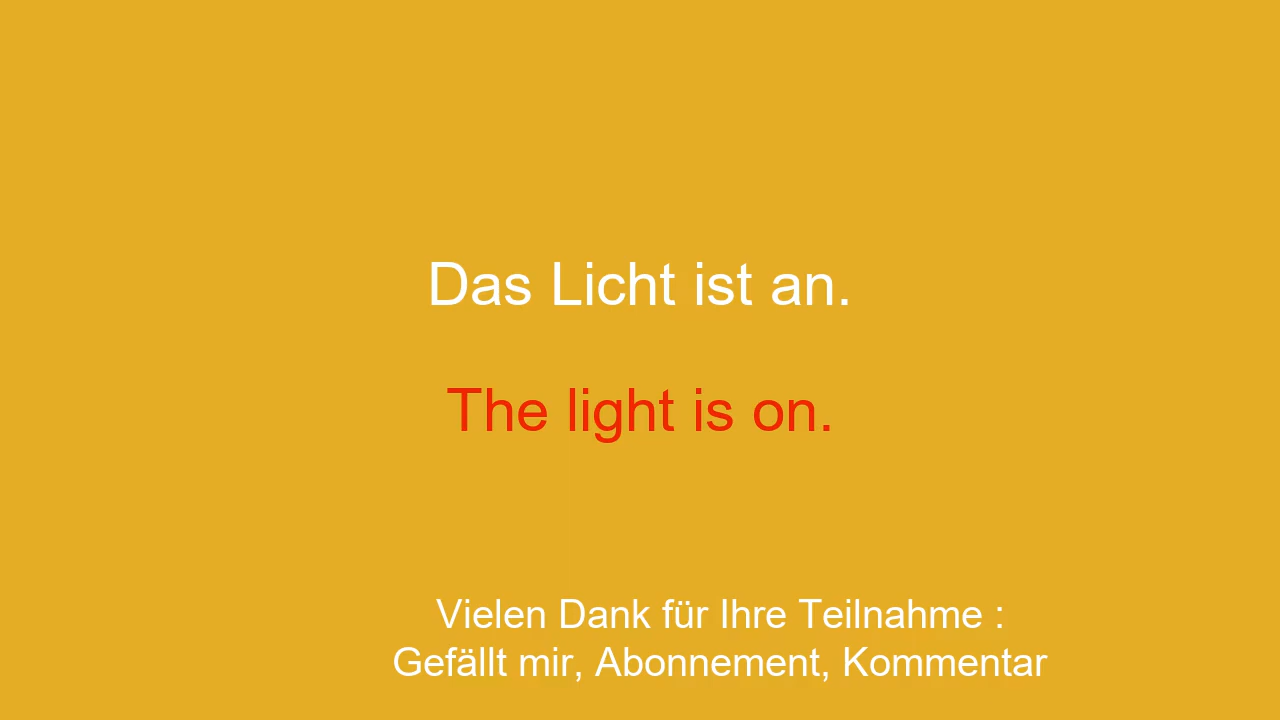 Das Licht ist an.
The light is on.
Vielen Dank für Ihre Teilnahme :
Gefällt mir, Abonnement, Kommentar